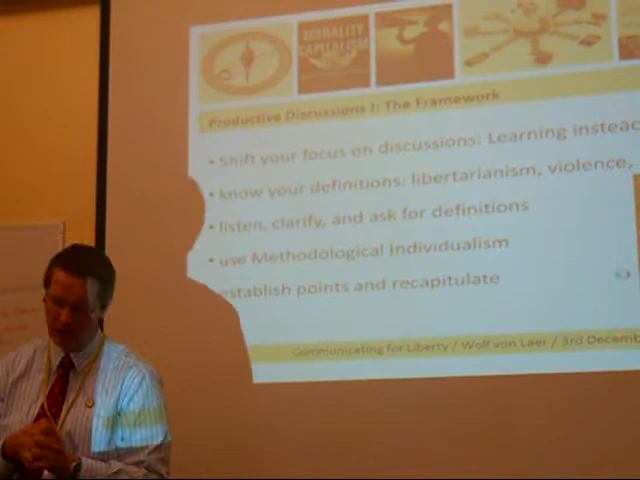 MORALITY
CAPITALISM
Productive Discussions I: The Framework
• Shift your focus on discussions: Learning instead
• know your definitions: libertarianism, violence,
• listen, clarify, and ask for definitions
• use Methodological Individualism
establish points and recapitulate
Communicating for Liberty / Wolf von Laer / 3rd Decemb